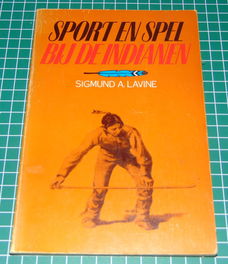 SPORT EN SPEL
BIJ DE INDIANEN
SIGMUND A. LAVINE